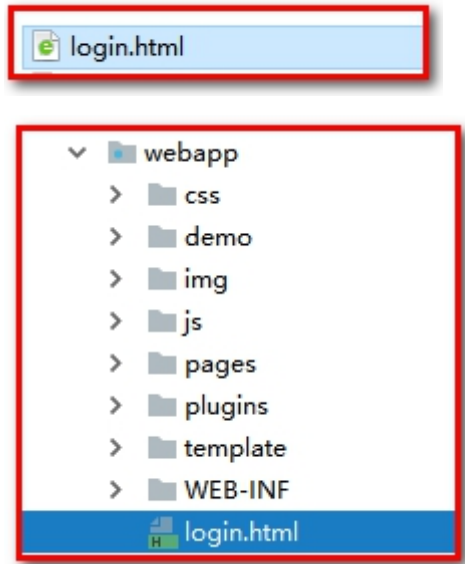 login.html
webapp
css
demo
img
js
pages
plugins
template
WEB-INF
login.html